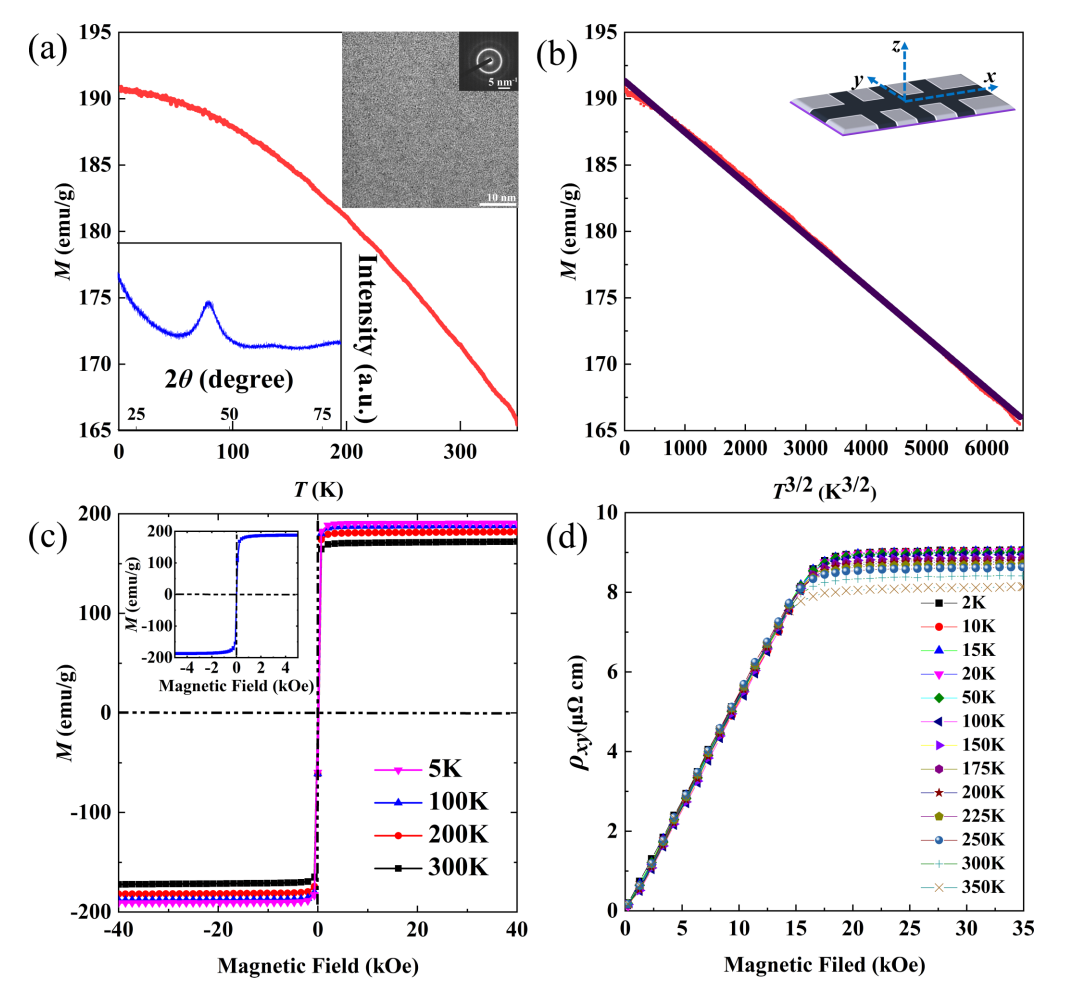 (a)
195
190
185
180
175
170
165
M (emu/g)
0
100
200
300
T (K)
5 nm-1
10 nm
Intensity (a.u.)
2θ (degree)
25
50
75
(b)
195
190
185
180
175
170
165
M (emu/g)
0
1000
2000
3000
4000
5000
6000
T3/2 (K3/2)
z
y
x
(c)
200
100
0
-100
-200
M (emu/g)
-40
-20
0
20
40
Magnetic Field (kOe)
200
100
0
-100
-200
M (emu/g)
-4
-2
0
2
4
Magnetic Field (kOe)
5K
100K
200K
300K
(d)
10
8
6
4
2
0
ρxy(μΩ cm)
0
5
10
15
20
25
30
35
Magnetic Filed (kOe)
2K
10K
15K
20K
50K
100K
150K
175K
200K
225K
250K
300K
350K